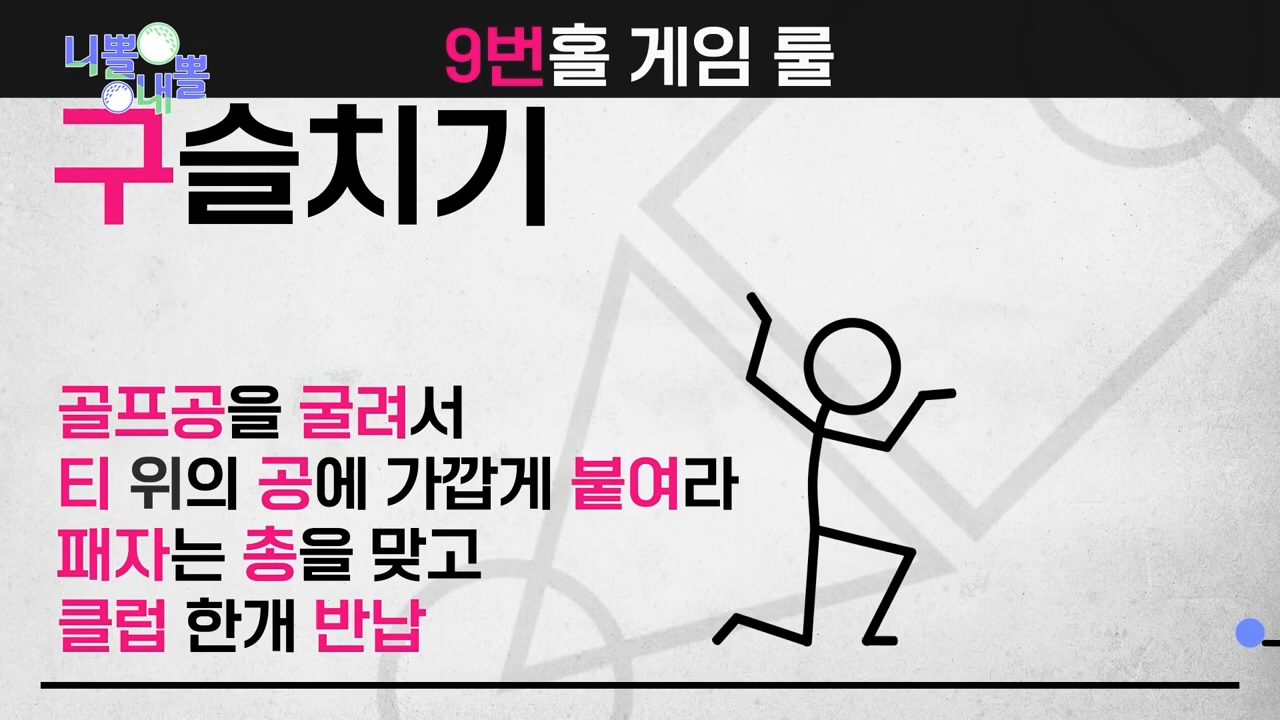 니뽈내뽈
9번홀 게임 룰
구슬치기
골프공을 굴려서
티 위의 공에 가깝게 붙여라
패자는 총을 맞고
클럽 한개 반납